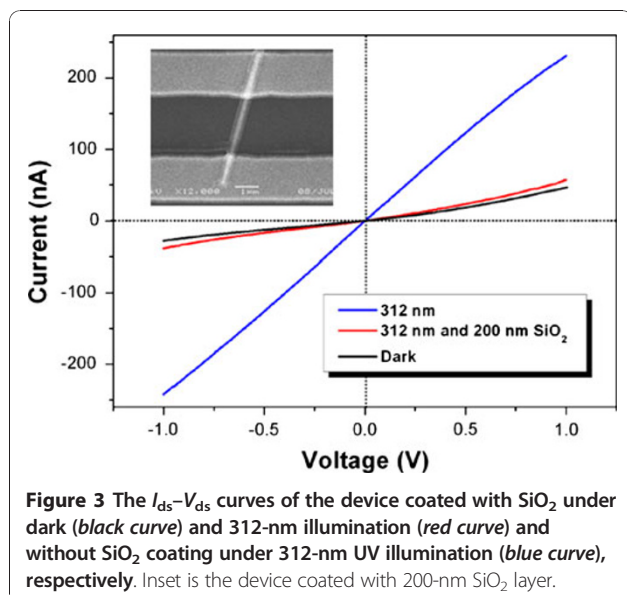 200
100
0
-100
-200
Current (nA)
X12,000
1mm
312 nm
312 nm and 200 nm SiO₂
Dark
-1.0
-0.5
0.0
0.5
1.0
Voltage (V)
Figure 3 The Ids–Vds curves of the device coated with SiO₂ under
dark (black curve) and 312-nm illumination (red curve) and
without SiO₂ coating under 312-nm UV illumination (blue curve),
respectively. Inset is the device coated with 200-nm SiO₂ layer.